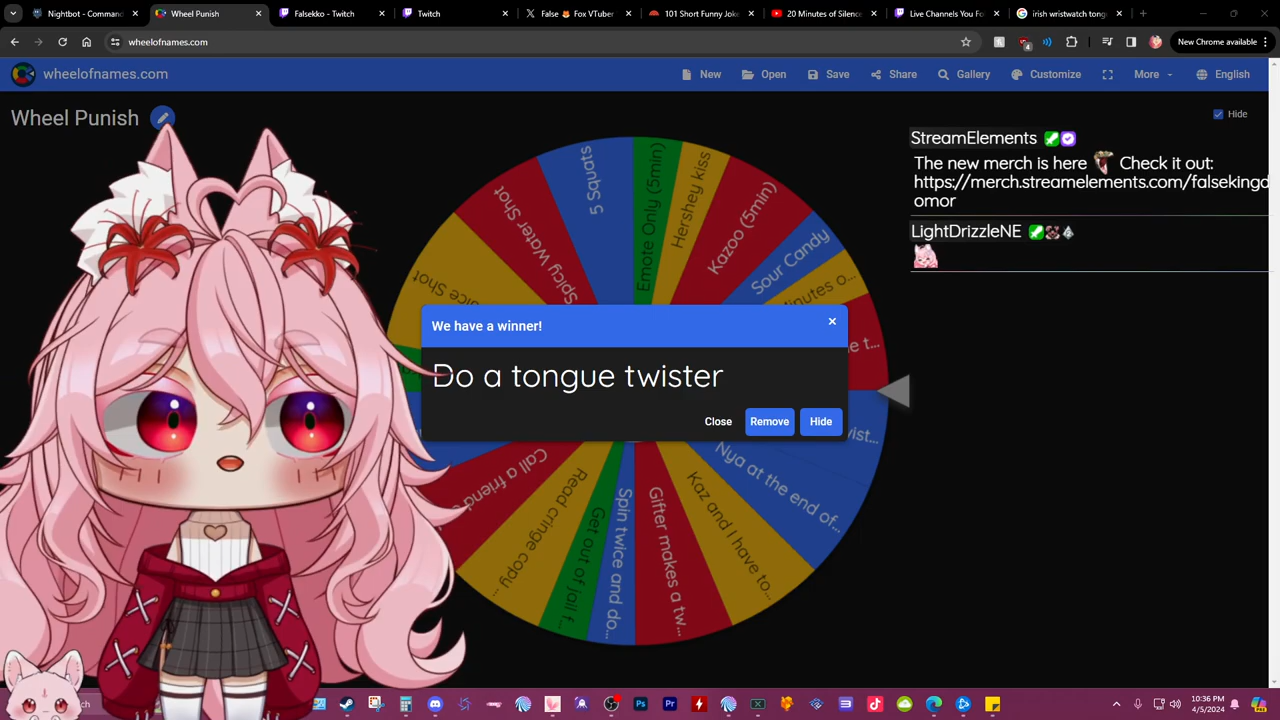 Nightbot - Comman
Wheel Punish
Falsekko - Twitch
Twitch
False 🦊 Fox VTuber
101 Short Funny Joke
20 Minutes of Silenc
Live Channels You Fo
irish wristwatch tong
wheelofnames.com
4
New Chrome available
wheelofnames.com
New
Open
Save
Share
Gallery
Customize
More
English
Wheel Punish
Hide
StreamElements
The new merch is here Check it out:
https://merch.streamelements.com/falsekingd
omor
LightDrizzleNE
5 Squats
Emote Only (5min)
Hershey kiss
Kazoo (5min)
Sour Candy
Spicy Water Shot
We have a winner!
Do a tongue twister
Close
Remove
Hide
Nya at the end of...
Kaz and I have to...
Gifter makes a tw...
Spin twice and do...
Get out of jail f...
Read cringe copy...
Call a friend
10:36 PM
4/5/2024